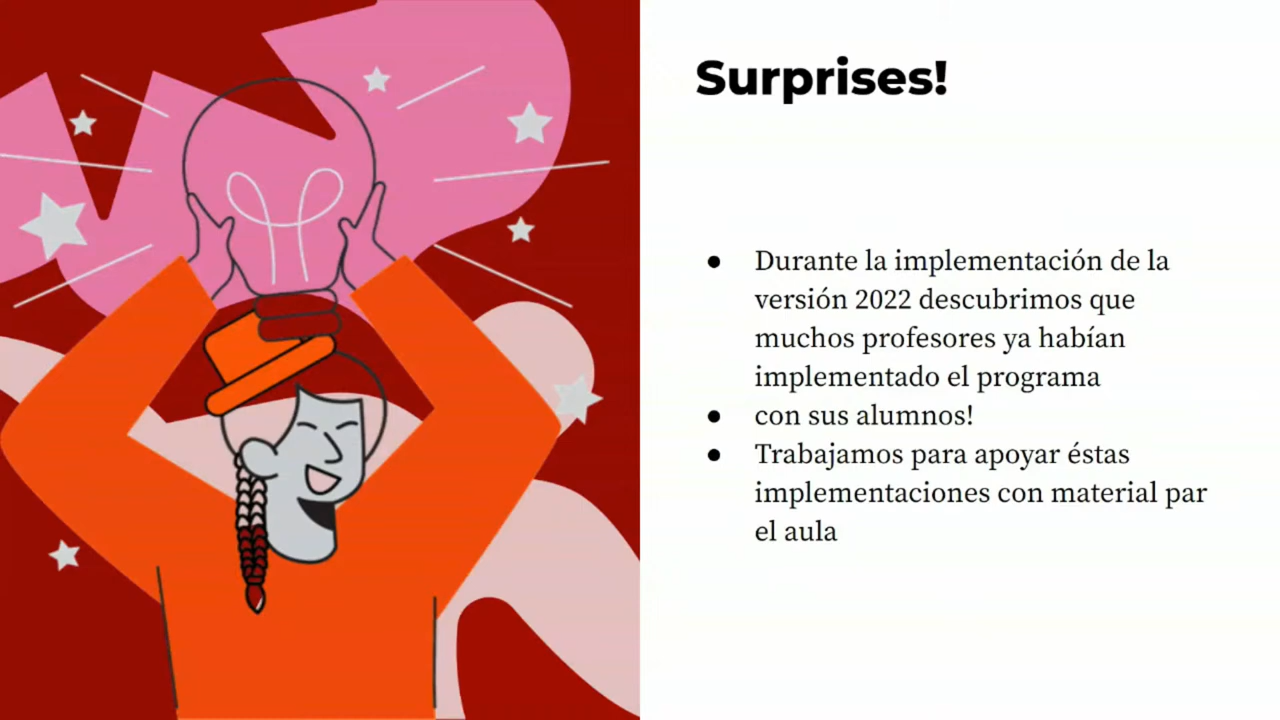 Surprises!
● Durante la implementación de la
versión 2022 descubrimos que
muchos profesores ya habían
implementado el programa
● con sus alumnos!
● Trabajamos para apoyar éstas
implementaciones con material par
el aula